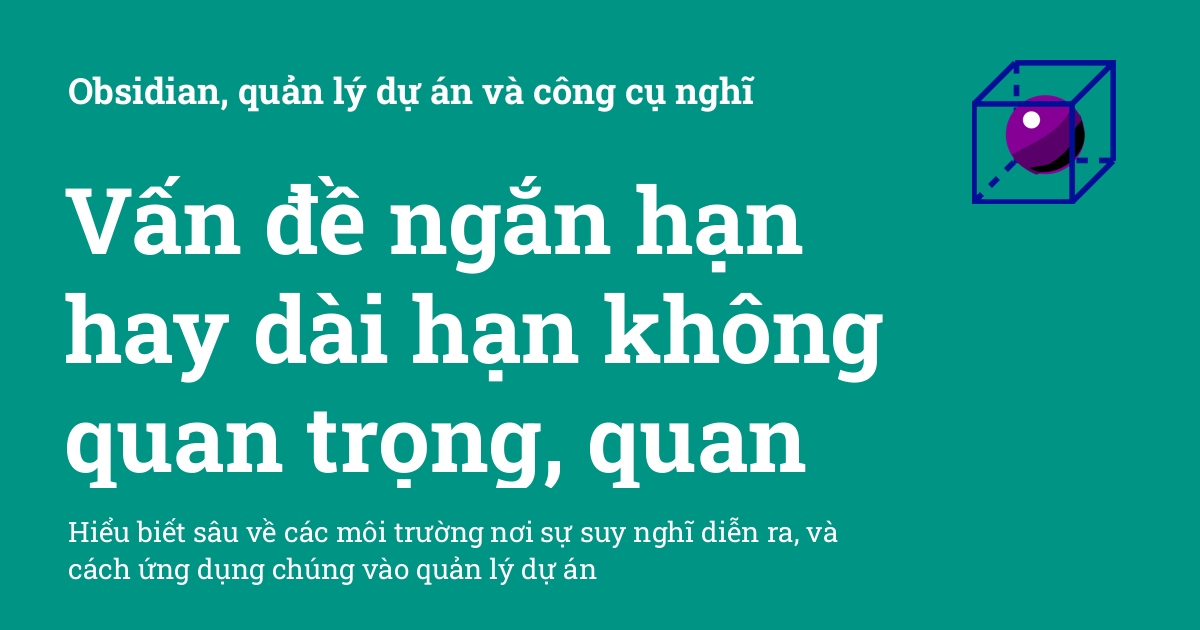 Obsidian, quản lý dự án và công cụ nghĩ
Vấn đề ngắn hạn
hay dài hạn không
quan trọng, quan
Hiểu biết sâu về các môi trường nơi sự suy nghĩ diễn ra, và
cách ứng dụng chúng vào quản lý dự án